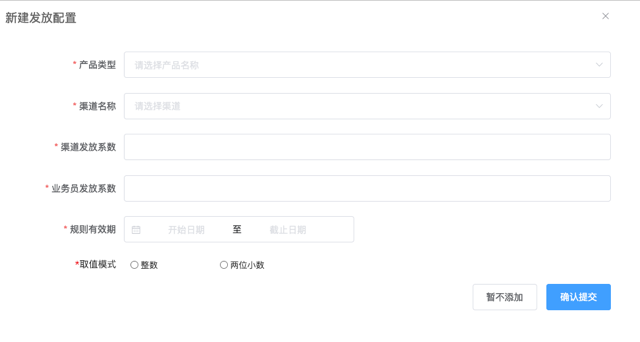 新建发放配置
* 产品类型 请选择产品名称
* 渠道名称 请选择渠道
* 渠道发放系数
* 业务员发放系数
* 规则有效期 开始日期 至 截止日期
*取值模式 整数 两位小数
暂不添加 确认提交